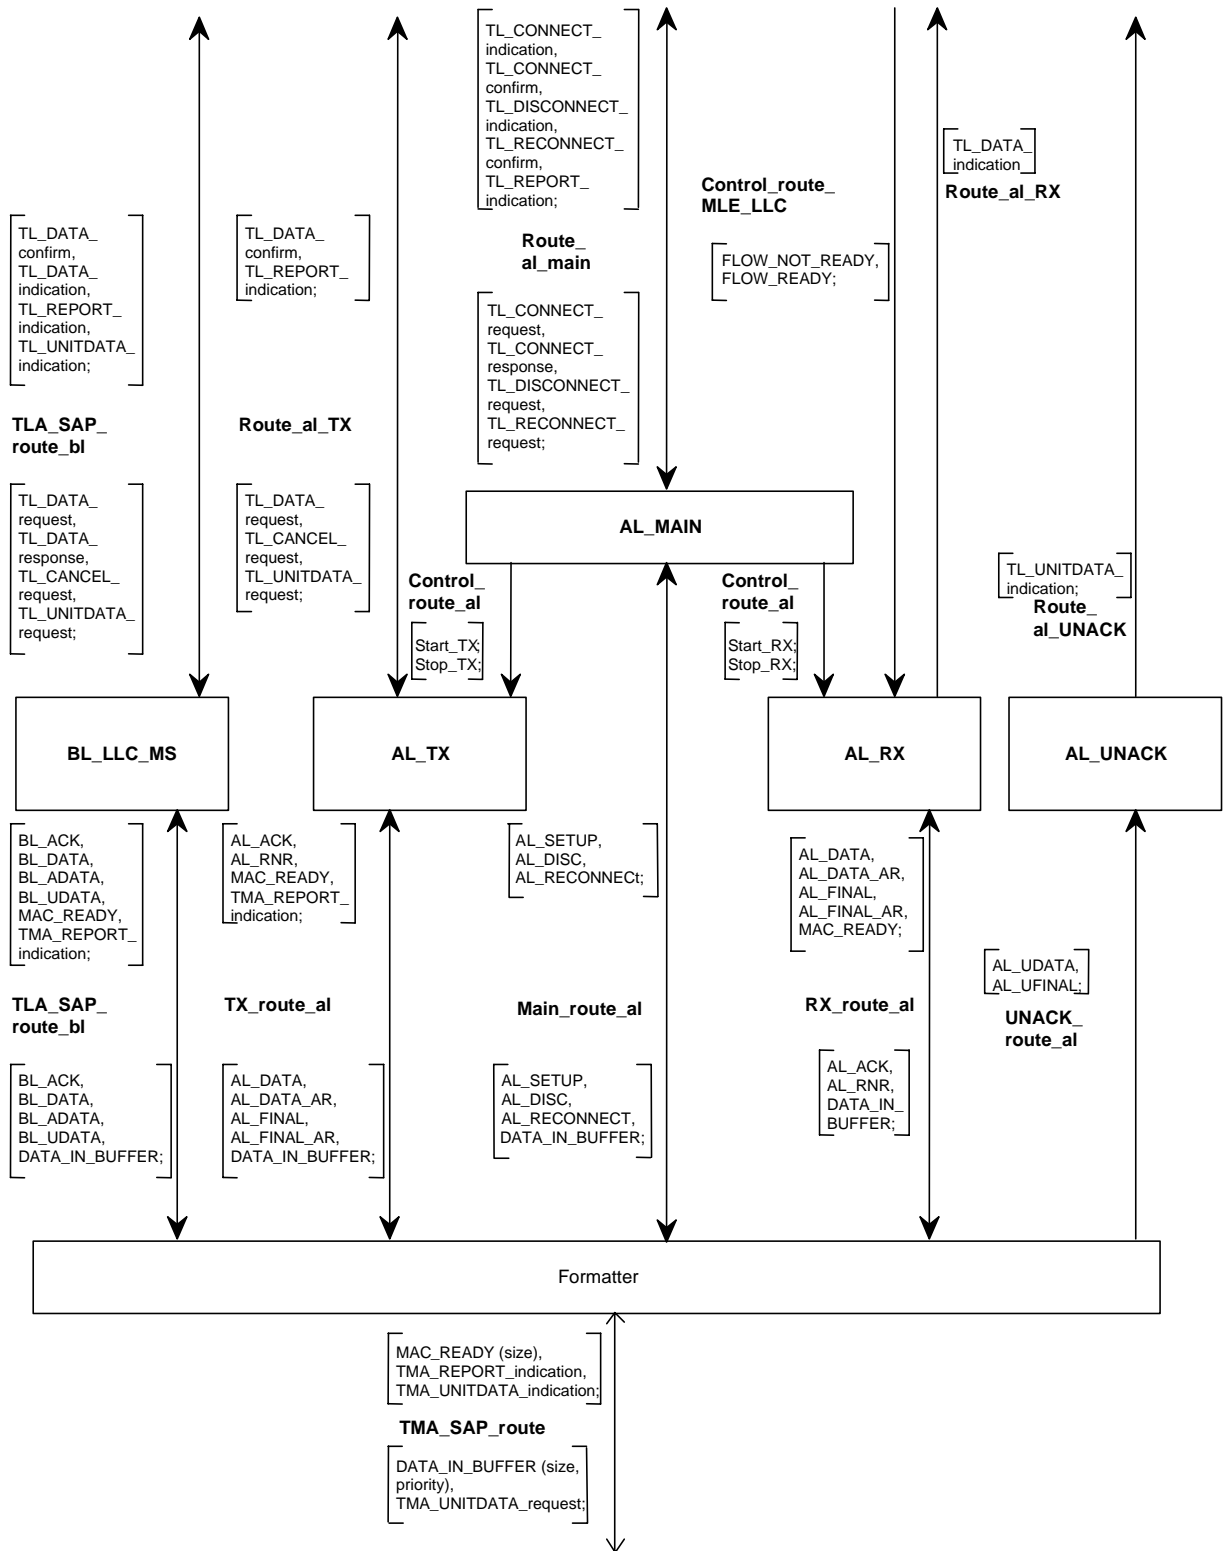 TL_CONNECT_
indication,
TL_CONNECT_
confirm,
TL_DISCONNECT_
indication,
TL_RECONNECT_
confirm,
TL_REPORT_
indication;
TL_DATA_
indication
Route_al_RX
Control_route_
MLE_LLC
TL_DATA_
confirm,
TL_DATA_
indication,
TL_REPORT_
indication,
TL_UNITDATA_
indication;
TL_DATA_
confirm,
TL_REPORT_
indication;
Route_
al_main
FLOW_NOT_READY,
FLOW_READY;
TL_CONNECT_
request,
TL_CONNECT_
response,
TL_DISCONNECT_
request,
TL_RECONNECT_
request;
TLA_SAP_
route_bl
Route_al_TX
TL_DATA_
request,
TL_DATA_
response,
TL_CANCEL_
request,
TL_UNITDATA_
request;
TL_DATA_
request,
TL_CANCEL_
request,
TL_UNITDATA_
request;
AL_MAIN
Control_
route_al
Start_TX;
Stop_TX;
Control_
route_al
Start_RX;
Stop_RX;
TL_UNITDATA_
indication;
Route_
al_UNACK
BL_LLC_MS
AL_TX
AL_RX
AL_UNACK
BL_ACK,
BL_DATA,
BL_ADATA,
BL_UDATA,
MAC_READY,
TMA_REPORT_
indication;
AL_ACK,
AL_RNR,
MAC_READY,
TMA_REPORT_
indication;
AL_SETUP,
AL_DISC,
AL_RECONNECt;
AL_DATA,
AL_DATA_AR,
AL_FINAL,
AL_FINAL_AR,
MAC_READY;
AL_UDATA,
AL_UFINAL;
TLA_SAP_
route_bl
TX_route_al
Main_route_al
RX_route_al
UNACK_
route_al
BL_ACK,
BL_DATA,
BL_ADATA,
BL_UDATA,
DATA_IN_BUFFER;
AL_DATA,
AL_DATA_AR,
AL_FINAL,
AL_FINAL_AR,
DATA_IN_BUFFER;
AL_SETUP,
AL_DISC,
AL_RECONNECT,
DATA_IN_BUFFER;
AL_ACK,
AL_RNR,
DATA_IN_
BUFFER;
Formatter
MAC_READY (size),
TMA_REPORT_indication,
TMA_UNITDATA_indication;
TMA_SAP_route
DATA_IN_BUFFER (size,
priority),
TMA_UNITDATA_request;